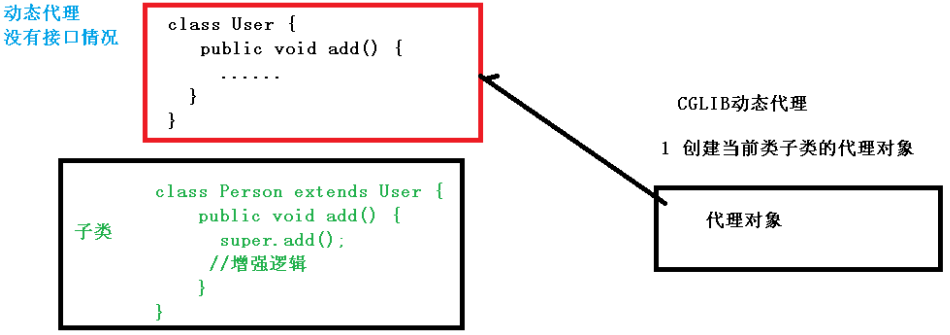 动态代理
没有接口情况
class User {
public void add() {
......
}
}
子类
class Person extends User {
public void add() {
super.add();
//增强逻辑
}
}
CGLIB动态代理
1 创建当前类子类的代理对象
代理对象